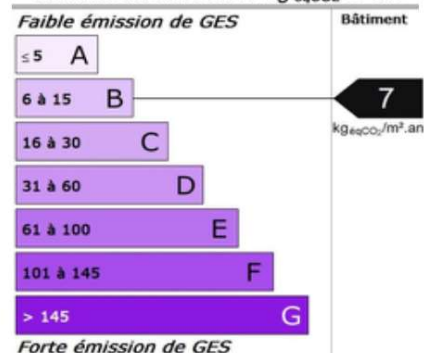 Faible émission de GES
Bâtiment
≤ 5 A
6 à 15 B
7
kgéqCO₂/m².an
16 à 30 C
31 à 60 D
61 à 100 E
101 à 145 F
> 145 G
Forte émission de GES